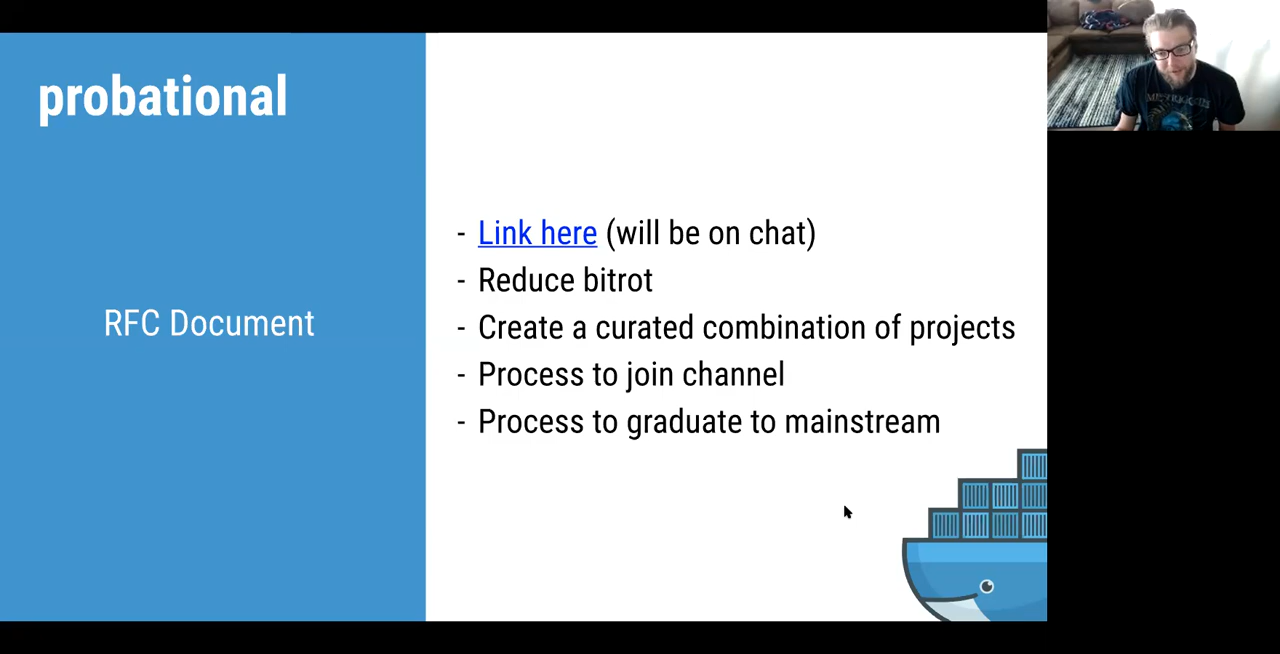 probational
RFC Document
- Link here (will be on chat)
- Reduce bitrot
- Create a curated combination of projects
- Process to join channel
- Process to graduate to mainstream